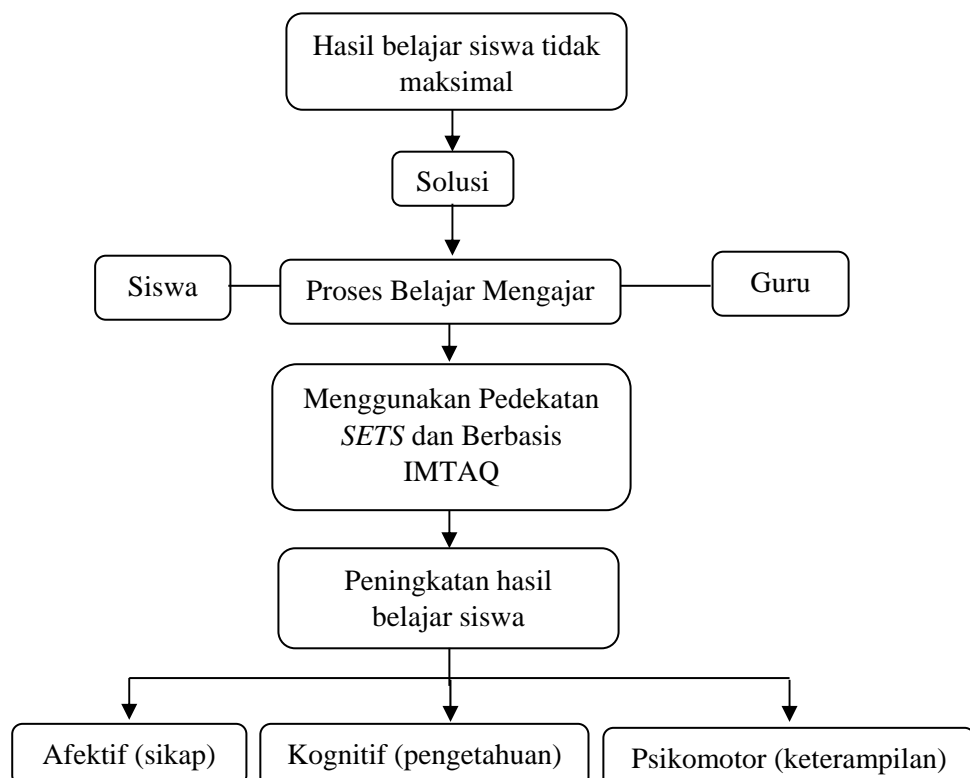 Hasil belajar siswa tidak
maksimal
Solusi
Siswa
Proses Belajar Mengajar
Guru
Menggunakan Pedekatan
SETS dan Berbasis
IMTAQ
Peningkatan hasil
belajar siswa
Afektif (sikap)
Kognitif (pengetahuan)
Psikomotor (keterampilan)